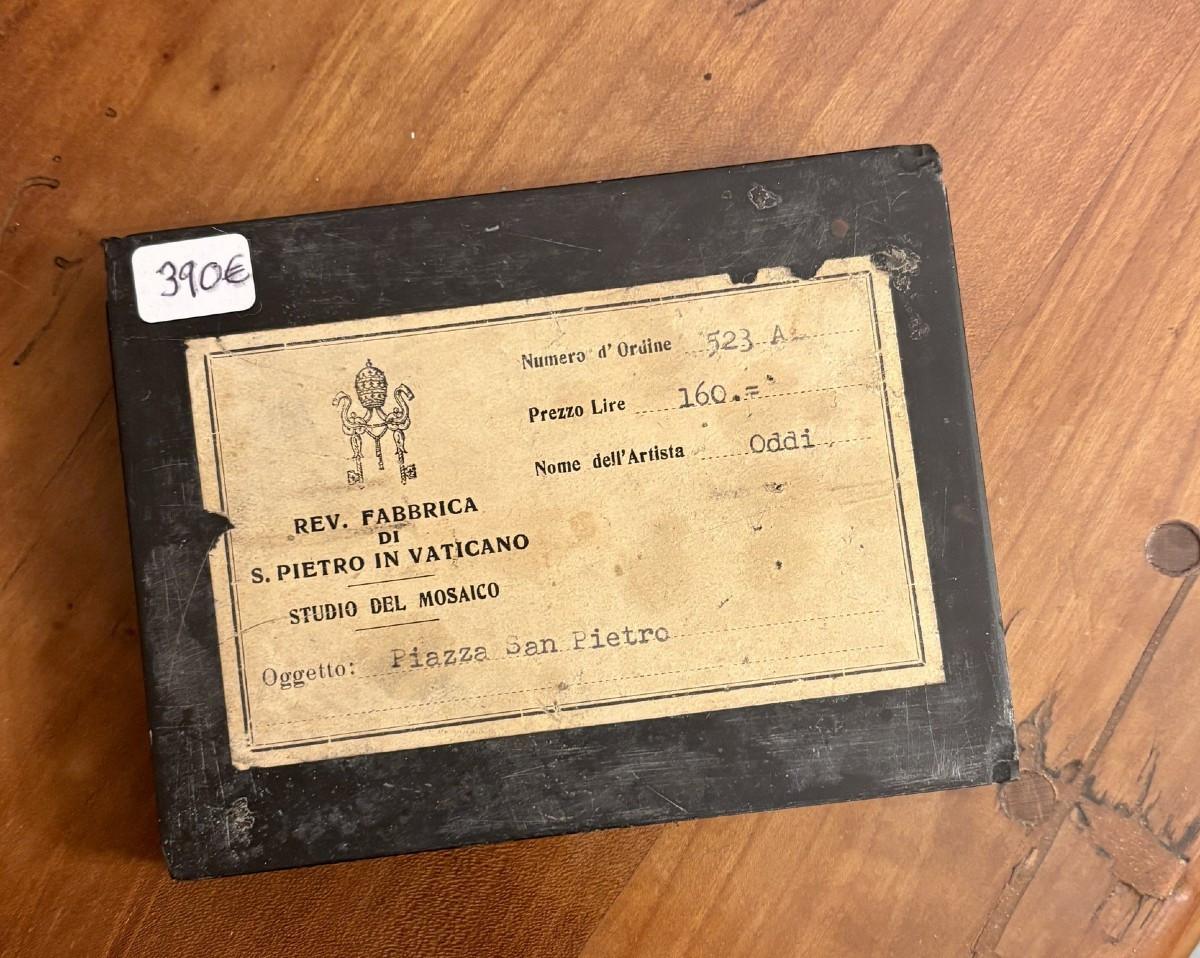 390€
Numero d'Ordine 523 A
Prezzo Lire 160.=
Nome dell'Artista Oddi
REV. FABBRICA
DI
S. PIETRO IN VATICANO
STUDIO DEL MOSAICO
Oggetto: Piazza San Pietro